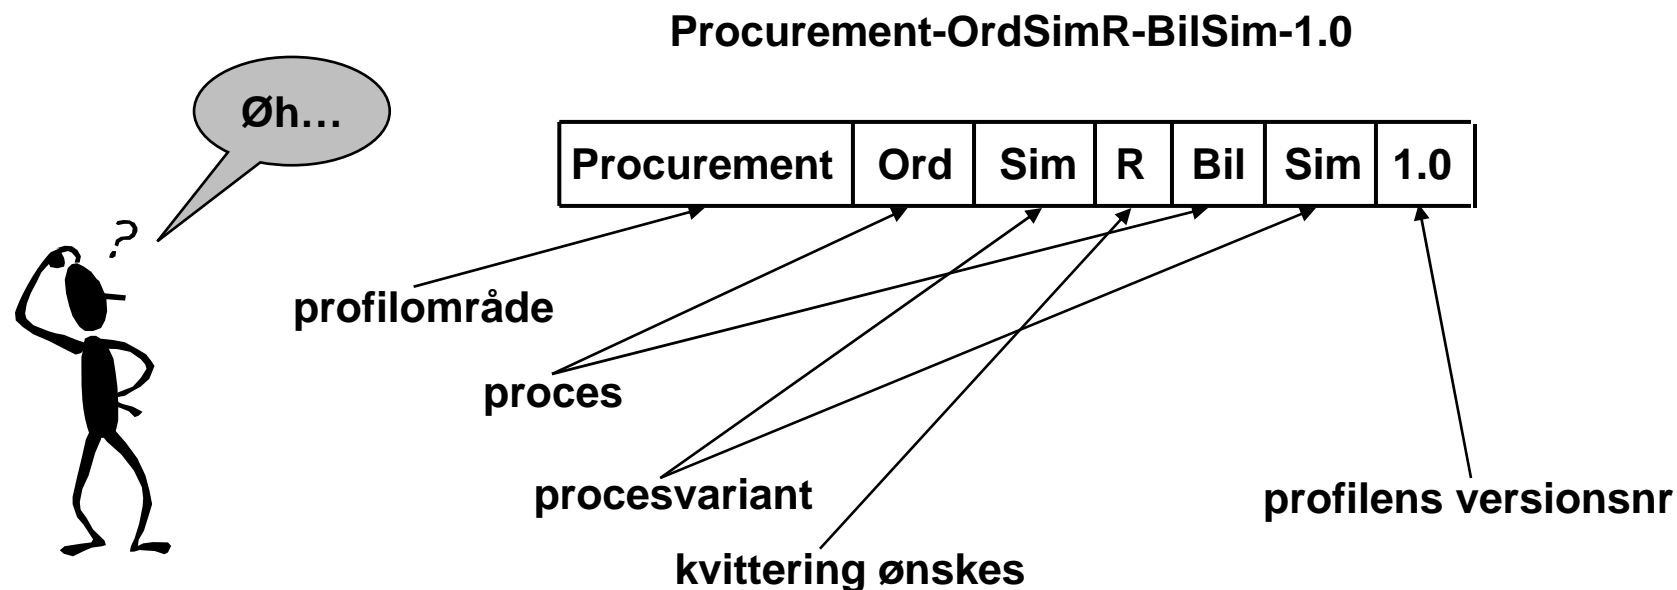 Procurement-OrdSimR-BilSim-1.0
Øh…
Procurement Ord Sim R Bil Sim 1.0
?
profilområde
proces
procesvariant
profilens versionsnr
kvittering ønskes